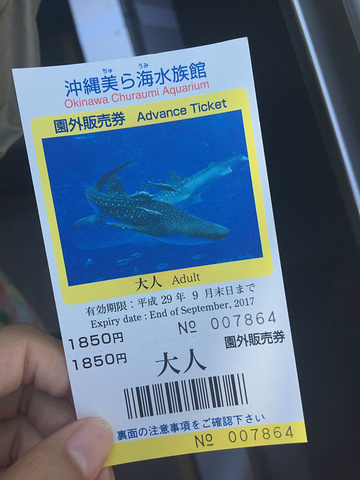 ちゅ うみ
沖縄美ら海水族館
Okinawa Churaumi Aquarium
園外販売券 Advance Ticket
大人 Adult
有効期限：平成 29 年 9 月末日まで
Expiry date : End of September, 2017
1850円 № 007864
1850円 園外販売券
大人
裏面の注意事項をご確認下さい
№ 007864